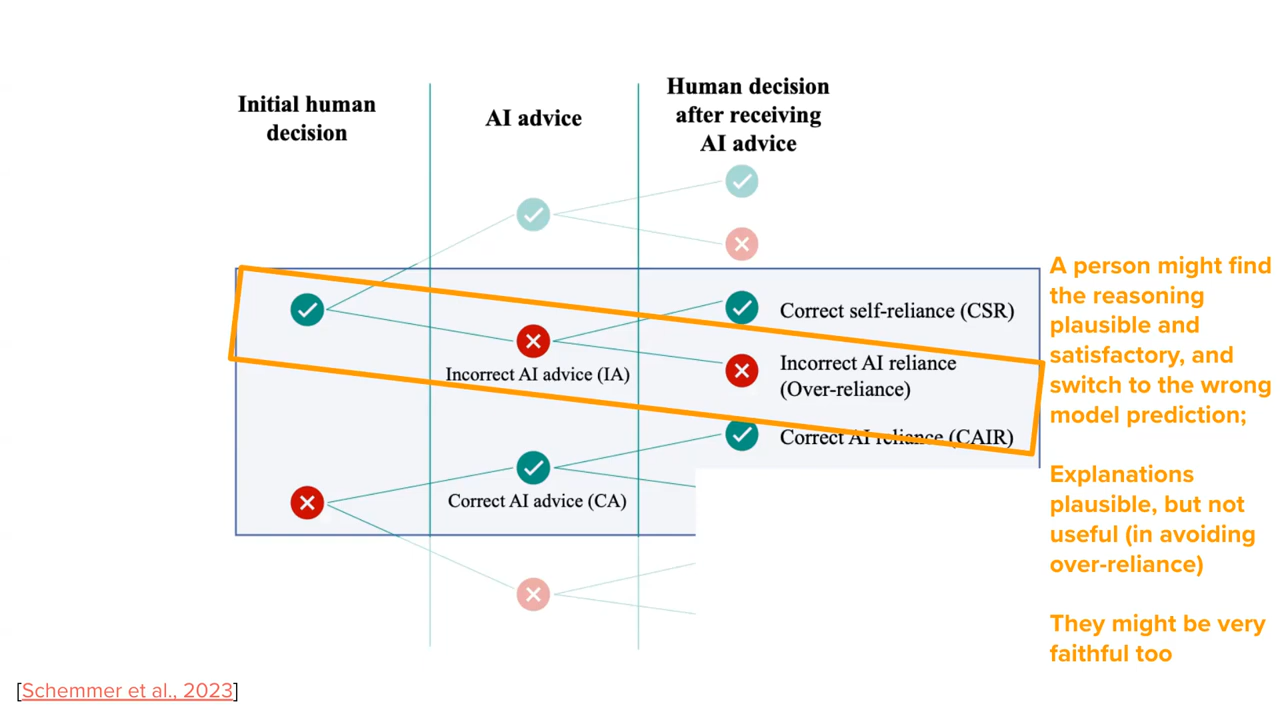 Initial human
decision
AI advice
Human decision
after receiving
AI advice
Correct self-reliance (CSR)
Incorrect AI advice (IA)
Incorrect AI reliance
(Over-reliance)
Correct AI reliance (CAIR)
Correct AI advice (CA)
A person might find
the reasoning
plausible and
satisfactory, and
switch to the wrong
model prediction;
Explanations
plausible, but not
useful (in avoiding
over-reliance)
They might be very
faithful too
[Schemmer et al., 2023]